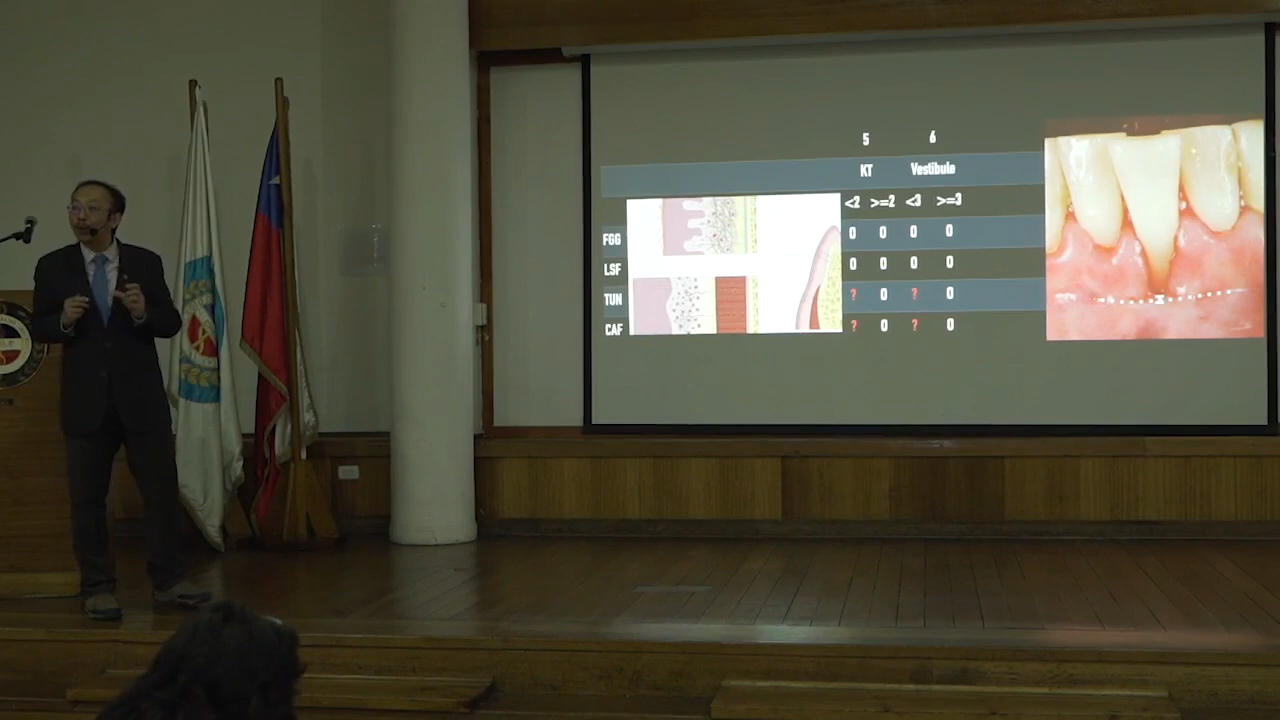 5 6
KT Vestibulo
<2 >=2 <3 >=3
FGG 0 0 0 0
LSF 0 0 0 0
TUN ? 0 ? 0
CAF ? 0 ? 0